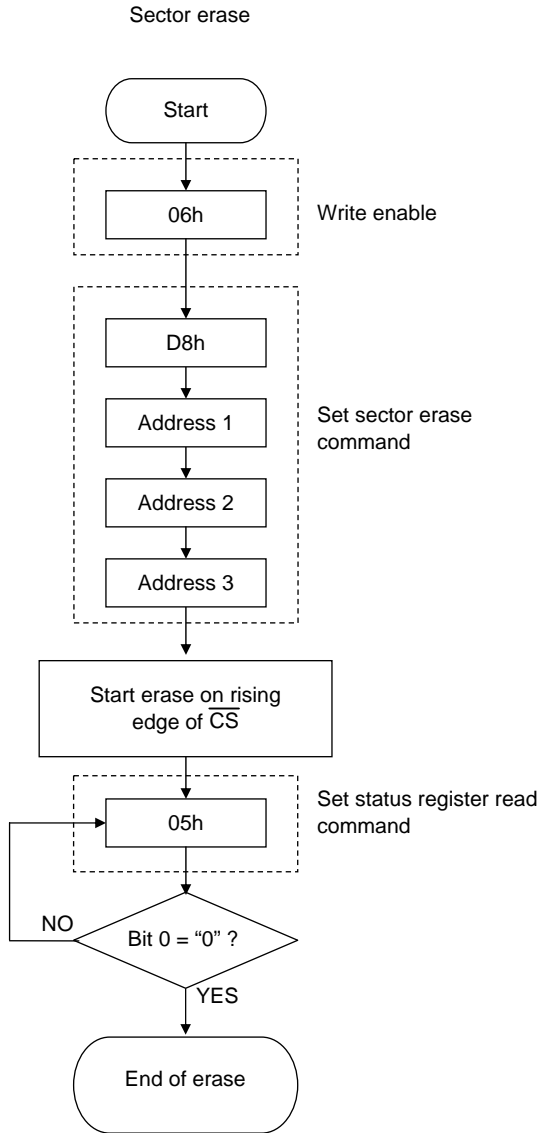 Sector erase
Start
06h
Write enable
D8h
Address 1
Set sector erase
command
Address 2
Address 3
Start erase on rising
edge of C̅S̅
Set status register read
command
05h
NO
Bit 0 = “0” ?
YES
End of erase